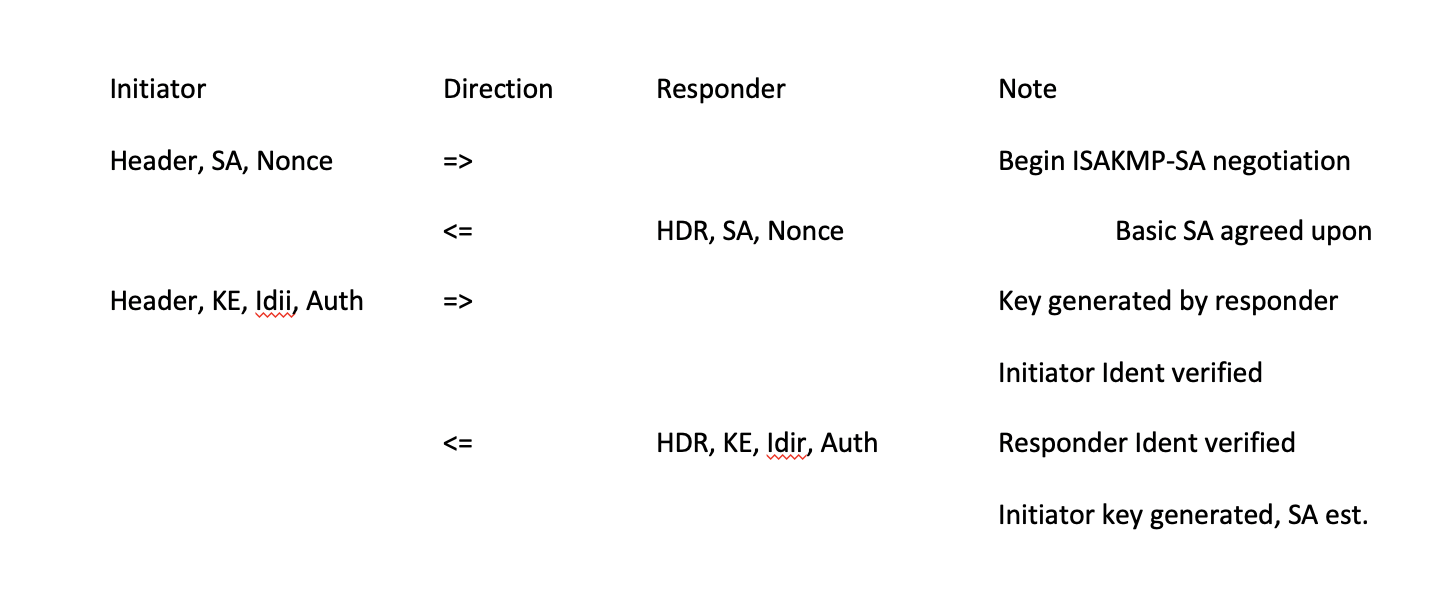 Initiator Direction Responder Note
Header, SA, Nonce => Begin ISAKMP-SA negotiation
<= HDR, SA, Nonce Basic SA agreed upon
Header, KE, Idii, Auth => Key generated by responder
Initiator Ident verified
<= HDR, KE, Idir, Auth Responder Ident verified
Initiator key generated, SA est.